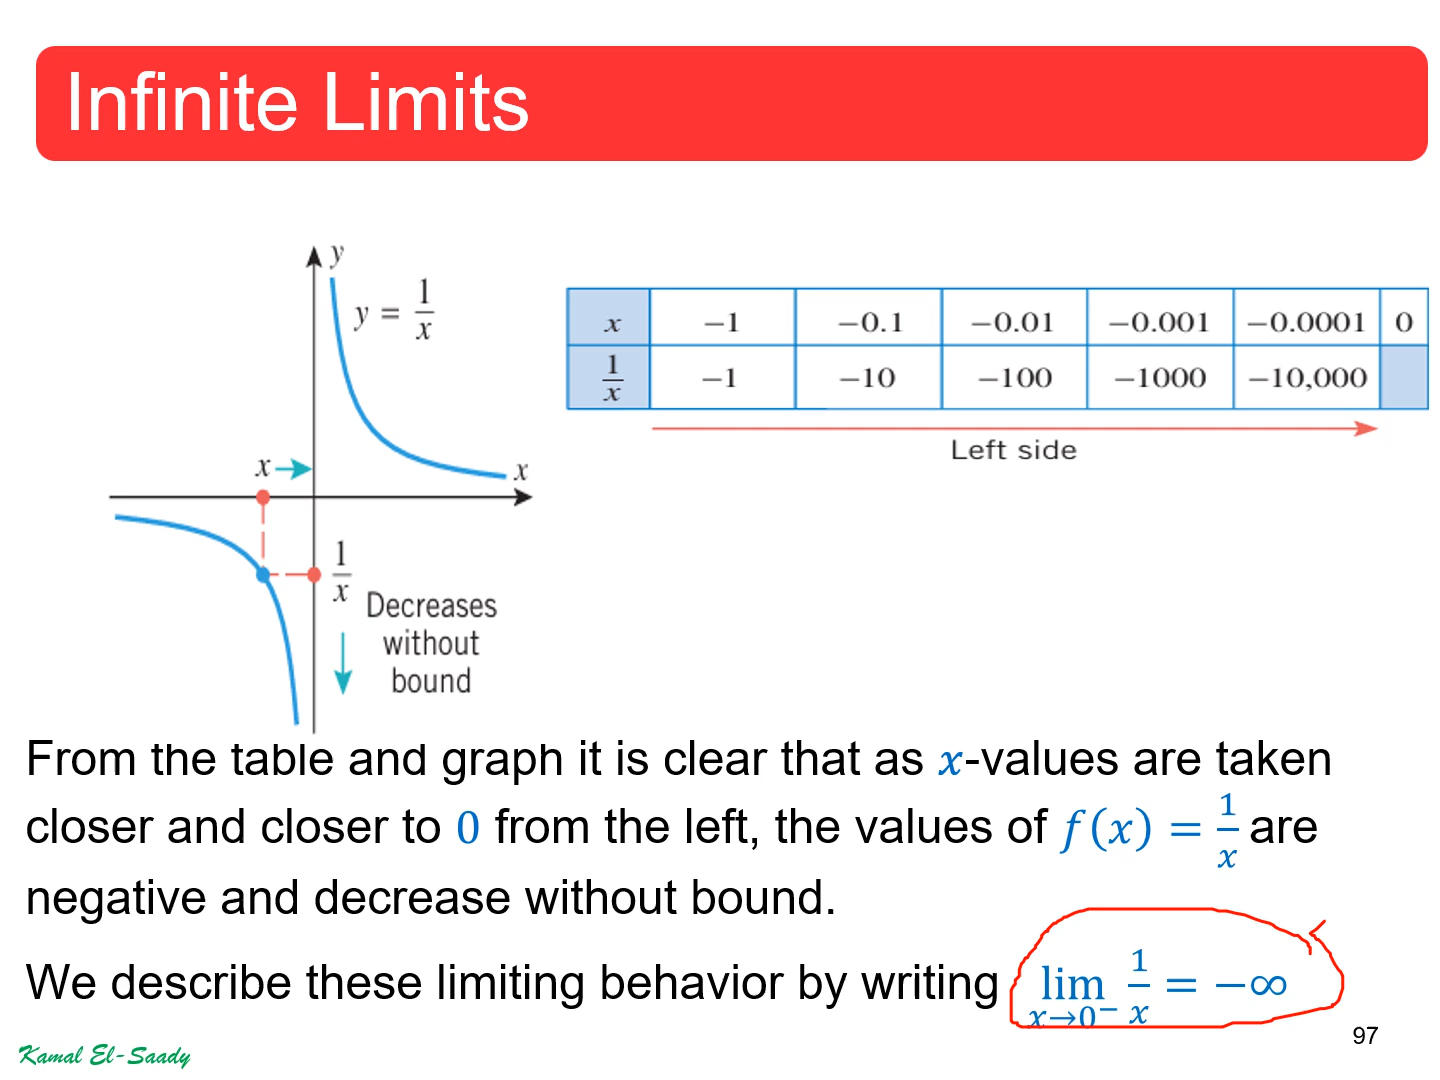 Infinite Limits
y
y = 1/x
x
x
1/x
Decreases
without
bound
x −1 −0.1 −0.01 −0.001 −0.0001 0
1/x −1 −10 −100 −1000 −10,000
Left side
From the table and graph it is clear that as x-values are taken
closer and closer to 0 from the left, the values of f(x) = 1/x are
negative and decrease without bound.
We describe these limiting behavior by writing lim x→0⁻ 1/x = −∞
97
Kamal El-Saady